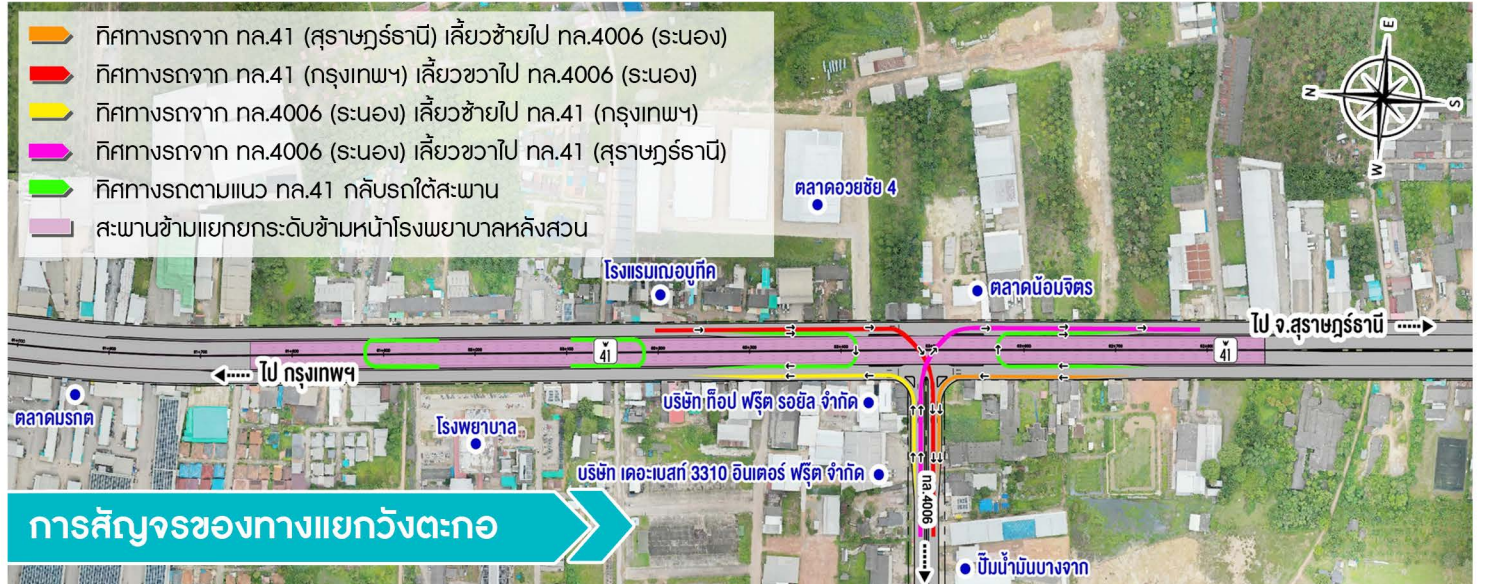 ทิศทางรถจาก ทล.41 (สุราษฎร์ธานี) เลี้ยวซ้ายไป ทล.4006 (ระนอง)
ทิศทางรถจาก ทล.41 (กรุงเทพฯ) เลี้ยวขวาไป ทล.4006 (ระนอง)
ทิศทางรถจาก ทล.4006 (ระนอง) เลี้ยวซ้ายไป ทล.41 (กรุงเทพฯ)
ทิศทางรถจาก ทล.4006 (ระนอง) เลี้ยวขวาไป ทล.41 (สุราษฎร์ธานี)
ทิศทางรถตามแนว ทล.41 กลับรถใต้สะพาน
สะพานข้ามแยกยกระดับข้ามหน้าโรงพยาบาลหลังสวน
E
N
S
W
ตลาดอวยชัย 4
โรงแรมเฌอบูทีค
ตลาดน้อมจิตร
ไป จ.สุราษฎร์ธานี
41
41
ไป กรุงเทพฯ
ตลาดมรกต
โรงพยาบาล
บริษัท ท็อป ฟรุ๊ต รอยัล จำกัด
บริษัท เดอะเบสท์ 3310 อินเตอร์ ฟรุ๊ต จำกัด
ทล.4006
การสัญจรของทางแยกวังตะกอ
ปั๊มน้ำมันบางจาก